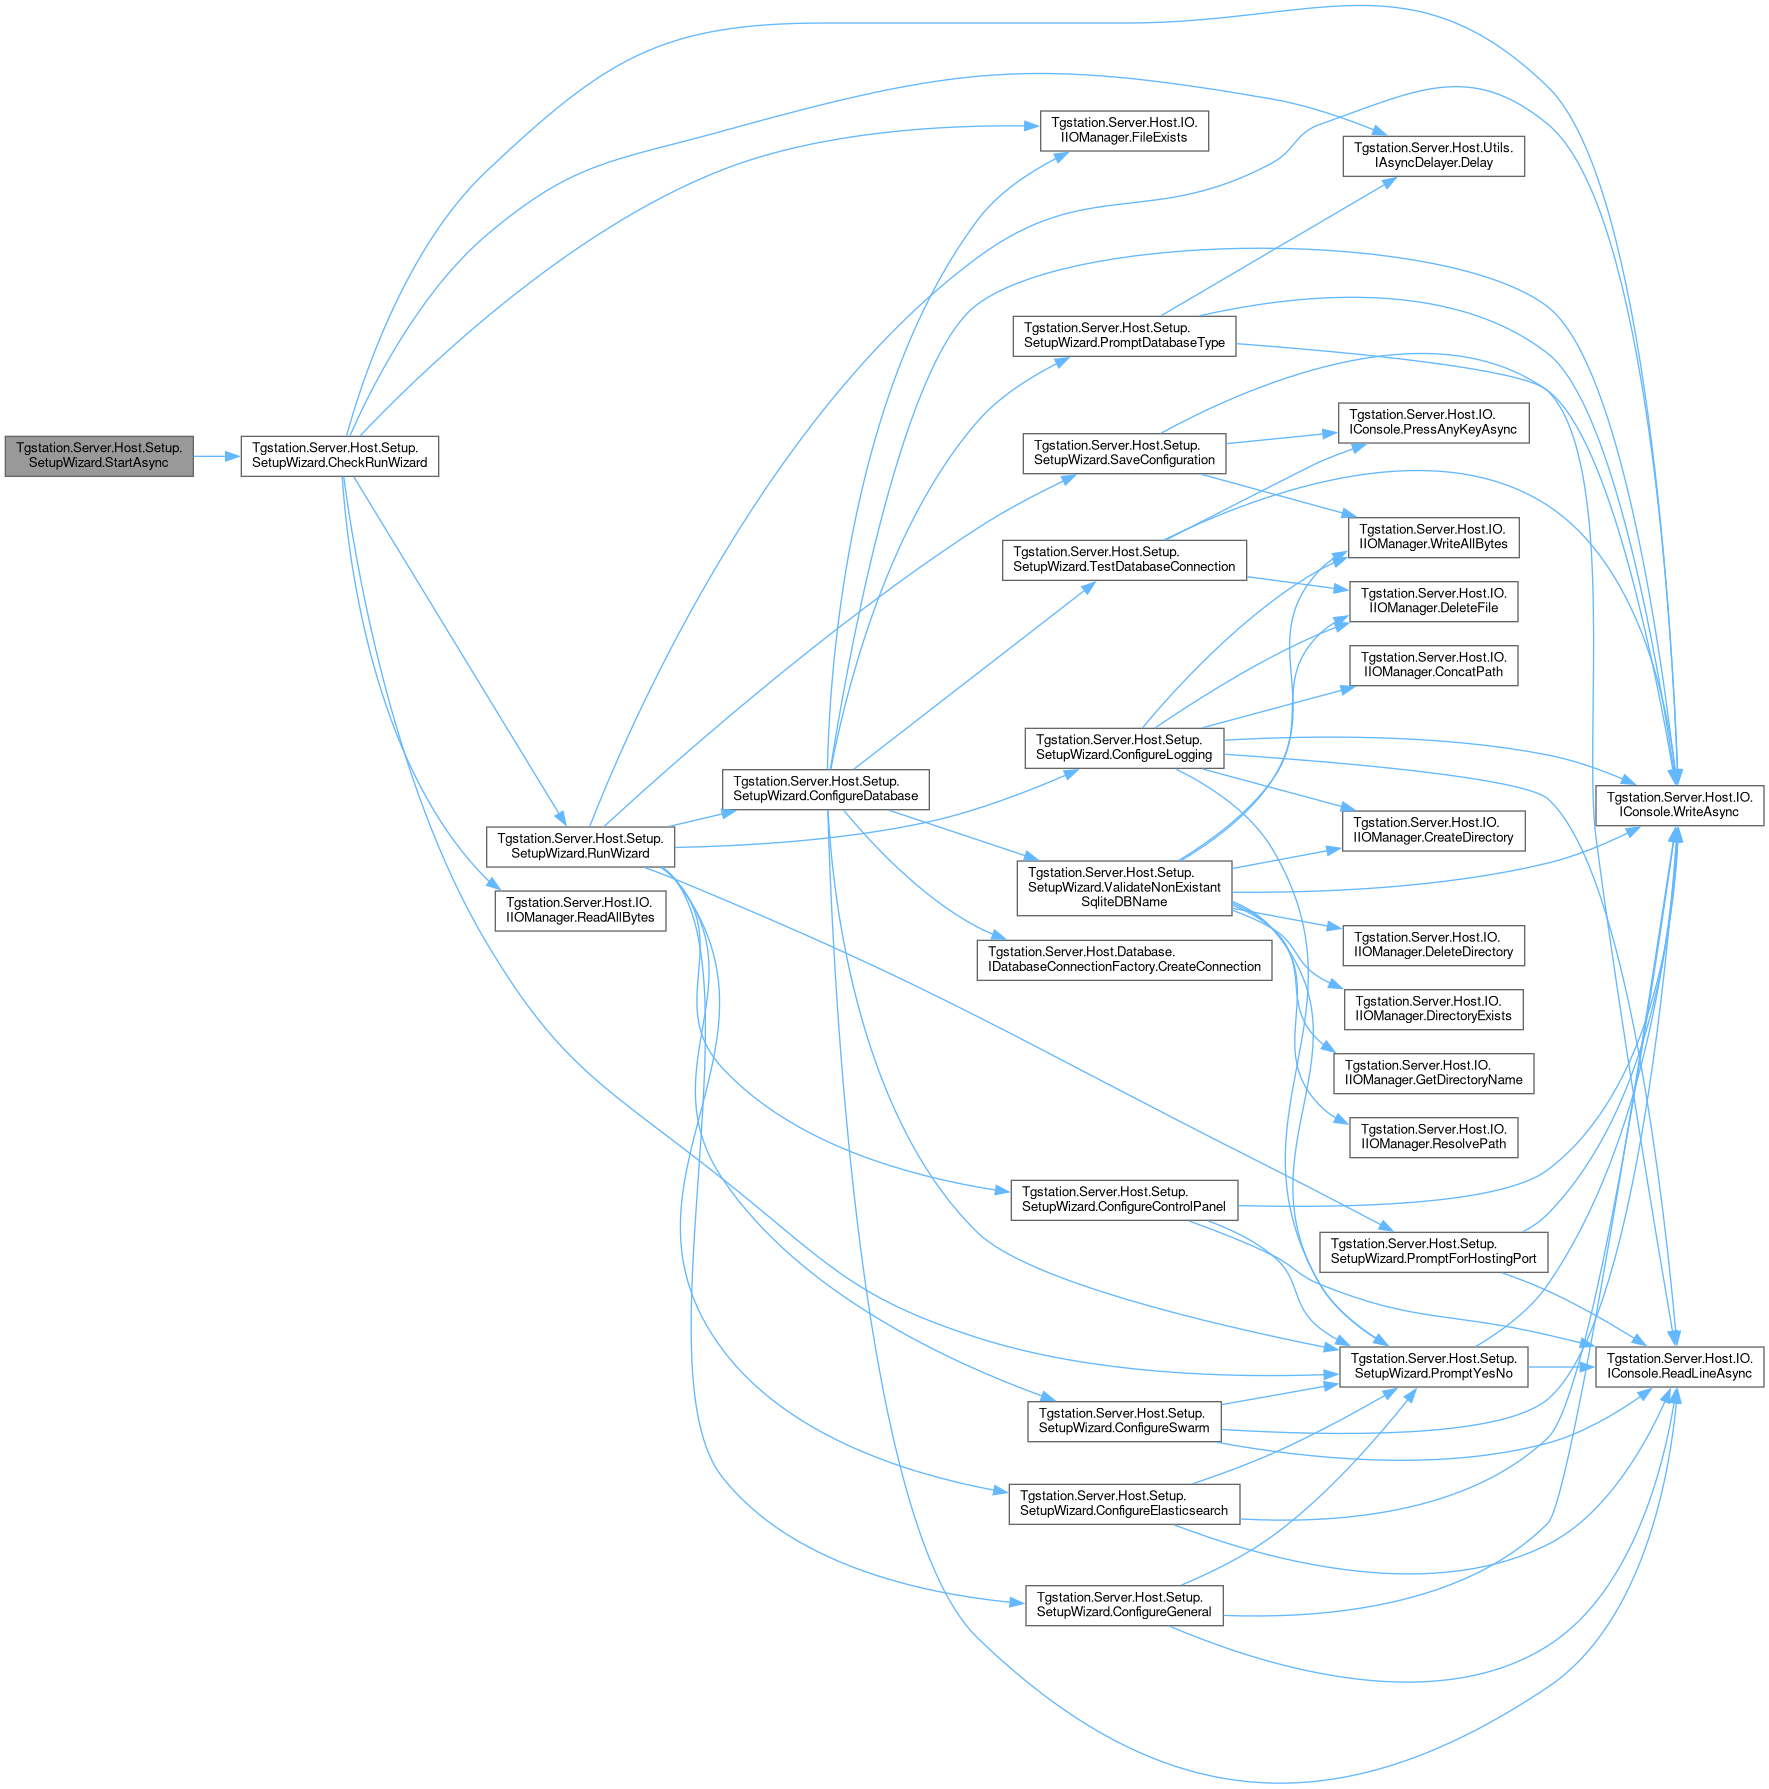 Tgstation.Server.Host.Setup.
SetupWizard.StartAsync
Tgstation.Server.Host.Setup.
SetupWizard.CheckRunWizard
Tgstation.Server.Host.Setup.
SetupWizard.RunWizard
Tgstation.Server.Host.IO.
IIOManager.ReadAllBytes
Tgstation.Server.Host.Setup.
SetupWizard.ConfigureDatabase
Tgstation.Server.Host.IO.
IIOManager.FileExists
Tgstation.Server.Host.Setup.
SetupWizard.PromptDatabaseType
Tgstation.Server.Host.Setup.
SetupWizard.SaveConfiguration
Tgstation.Server.Host.Setup.
SetupWizard.TestDatabaseConnection
Tgstation.Server.Host.Setup.
SetupWizard.ConfigureLogging
Tgstation.Server.Host.Setup.
SetupWizard.ValidateNonExistant
SqliteDBName
Tgstation.Server.Host.Database.
IDatabaseConnectionFactory.CreateConnection
Tgstation.Server.Host.Setup.
SetupWizard.ConfigureControlPanel
Tgstation.Server.Host.Setup.
SetupWizard.ConfigureSwarm
Tgstation.Server.Host.Setup.
SetupWizard.ConfigureElasticsearch
Tgstation.Server.Host.Setup.
SetupWizard.ConfigureGeneral
Tgstation.Server.Host.Utils.
IAsyncDelayer.Delay
Tgstation.Server.Host.IO.
IConsole.PressAnyKeyAsync
Tgstation.Server.Host.IO.
IIOManager.WriteAllBytes
Tgstation.Server.Host.IO.
IIOManager.DeleteFile
Tgstation.Server.Host.IO.
IIOManager.ConcatPath
Tgstation.Server.Host.IO.
IIOManager.CreateDirectory
Tgstation.Server.Host.IO.
IIOManager.DeleteDirectory
Tgstation.Server.Host.IO.
IIOManager.DirectoryExists
Tgstation.Server.Host.IO.
IIOManager.GetDirectoryName
Tgstation.Server.Host.IO.
IIOManager.ResolvePath
Tgstation.Server.Host.Setup.
SetupWizard.PromptForHostingPort
Tgstation.Server.Host.Setup.
SetupWizard.PromptYesNo
Tgstation.Server.Host.IO.
IConsole.WriteAsync
Tgstation.Server.Host.IO.
IConsole.ReadLineAsync